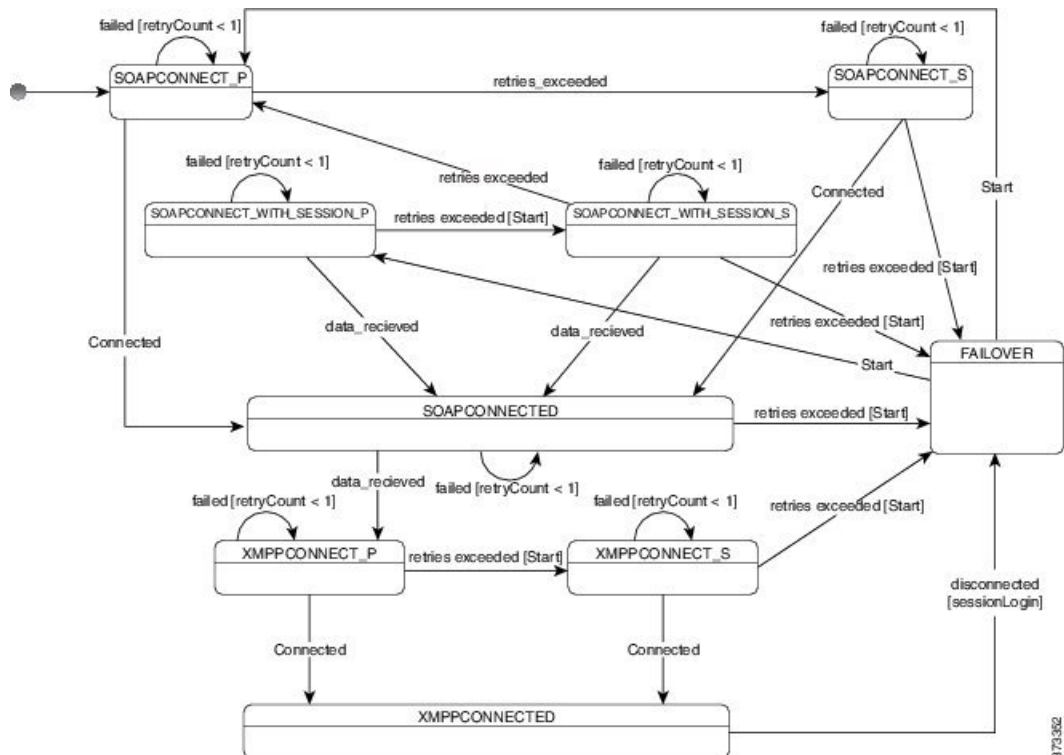 failed [retryCount < 1]
failed [retryCount < 1]
SOAPCONNECT_P
SOAPCONNECT_S
retries_exceeded
failed [retryCount < 1]
failed [retryCount < 1]
retries exceeded
Connected
Start
SOAPCONNECT_WITH_SESSION_P
retries exceeded [Start]
SOAPCONNECT_WITH_SESSION_S
retries exceeded [Start]
retries exceeded [Start]
data_recieved
data_recieved
Connected
FAILOVER
Start
SOAPCONNECTED
retries exceeded [Start]
data_recieved
failed [retryCount < 1]
failed [retryCount < 1]
failed [retryCount < 1]
retries exceeded [Start]
XMPPCONNECT_P
retries exceeded [Start]
XMPPCONNECT_S
disconnected
[sessionLogin]
Connected
Connected
XMPPCONNECTED